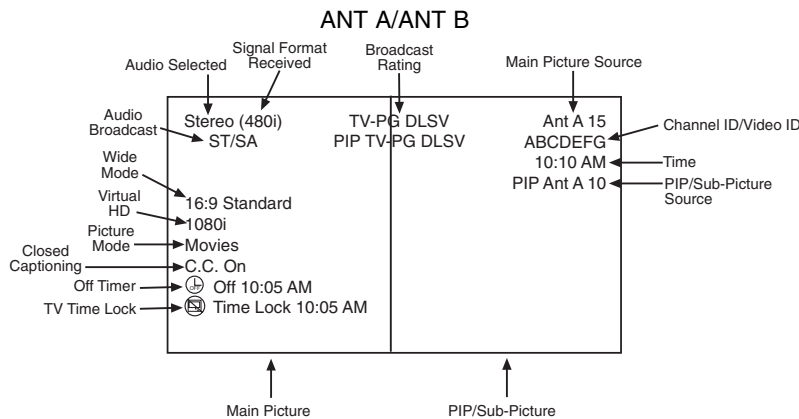 ANT A/ANT B
Audio Selected
Signal Format
Received
Broadcast
Rating
Main Picture Source
Audio
Broadcast
Stereo (480i)
ST/SA
TV-PG DLSV
PIP TV-PG DLSV
Ant A 15
ABCDEFG
10:10 AM
PIP Ant A 10
Channel ID/Video ID
Time
PIP/Sub-Picture
Source
Wide
Mode
16:9 Standard
Virtual
HD
1080i
Picture
Mode
Movies
Closed
Captioning
C.C. On
Off Timer
OFF
Off 10:05 AM
TV Time Lock
Time Lock 10:05 AM
Main Picture
PIP/Sub-Picture